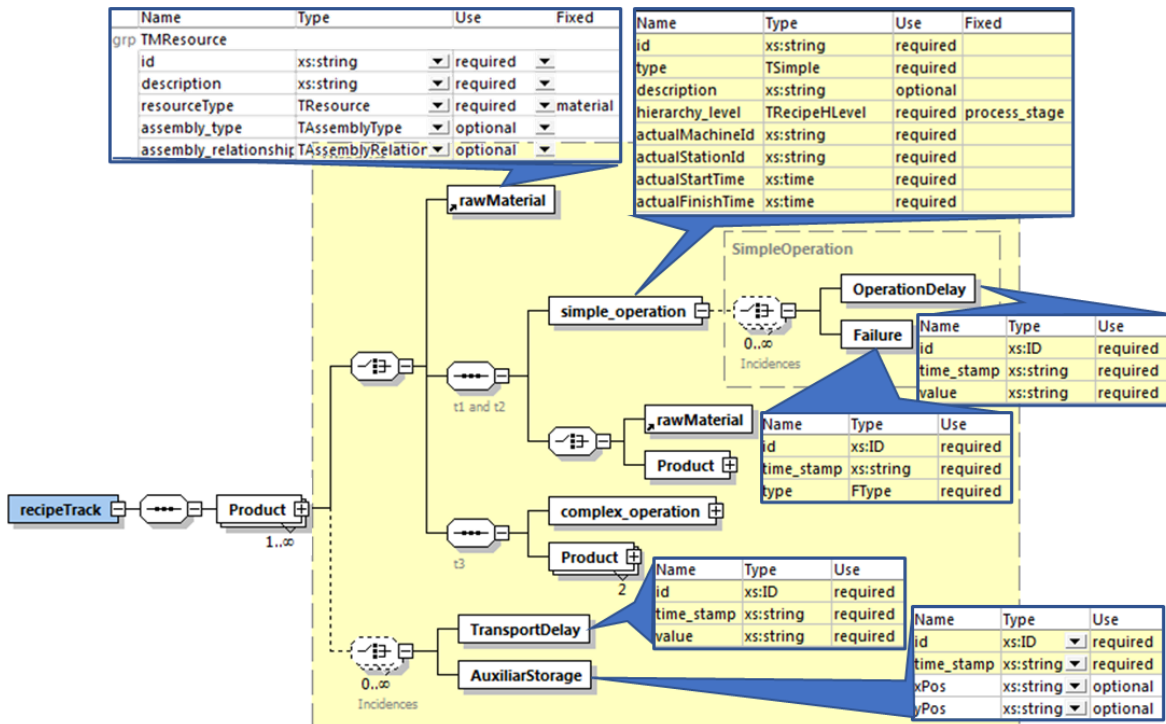 Name Type Use Fixed
grp TMResource
id xs:string required
description xs:string required
resourceType TResource required material
assembly_type TAssemblyType optional
assembly_relationship TAssemblyRelation optional
Name Type Use Fixed
id xs:string required
type TSimple required
description xs:string optional
hierarchy_level TRecipeHLevel required process_stage
actualMachineId xs:string required
actualStationId xs:string required
actualStartTime xs:time required
actualFinishTime xs:time required
rawMaterial
SimpleOperation
simple_operation
OperationDelay
Failure
0..∞
Incidences
Name Type Use
id xs:ID required
time_stamp xs:string required
value xs:string required
t1 and t2
rawMaterial
Product
Name Type Use
id xs:ID required
time_stamp xs:string required
type FType required
recipeTrack
Product
1..∞
complex_operation
Product
2
t3
Name Type Use
id xs:ID required
time_stamp xs:string required
value xs:string required
TransportDelay
AuxiliarStorage
0..∞
Incidences
Name Type Use
id xs:ID required
time_stamp xs:string required
xPos xs:string optional
yPos xs:string optional